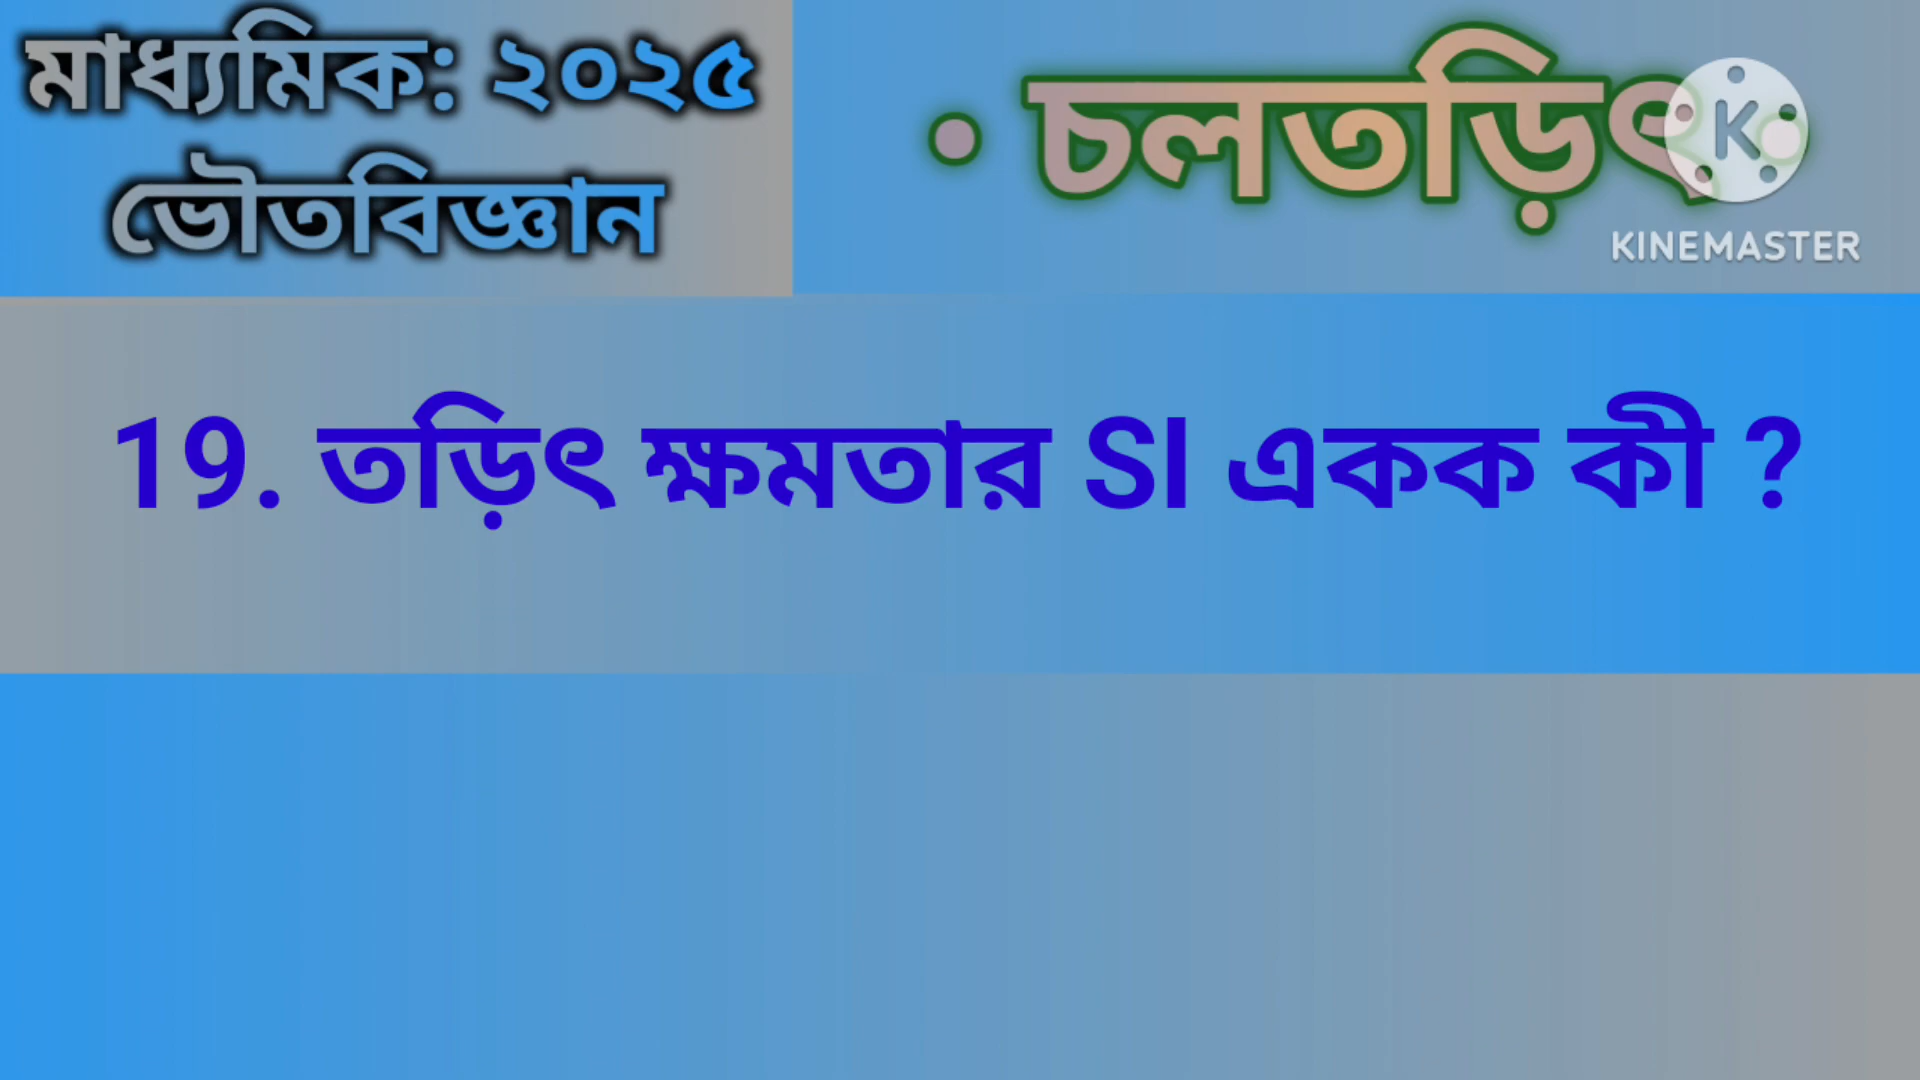 মাধ্যমিক: ২০২৫
ভৌতবিজ্ঞান
• চলতড়িৎ •
K
KINEMASTER
19. তড়িৎ ক্ষমতার SI একক কী ?